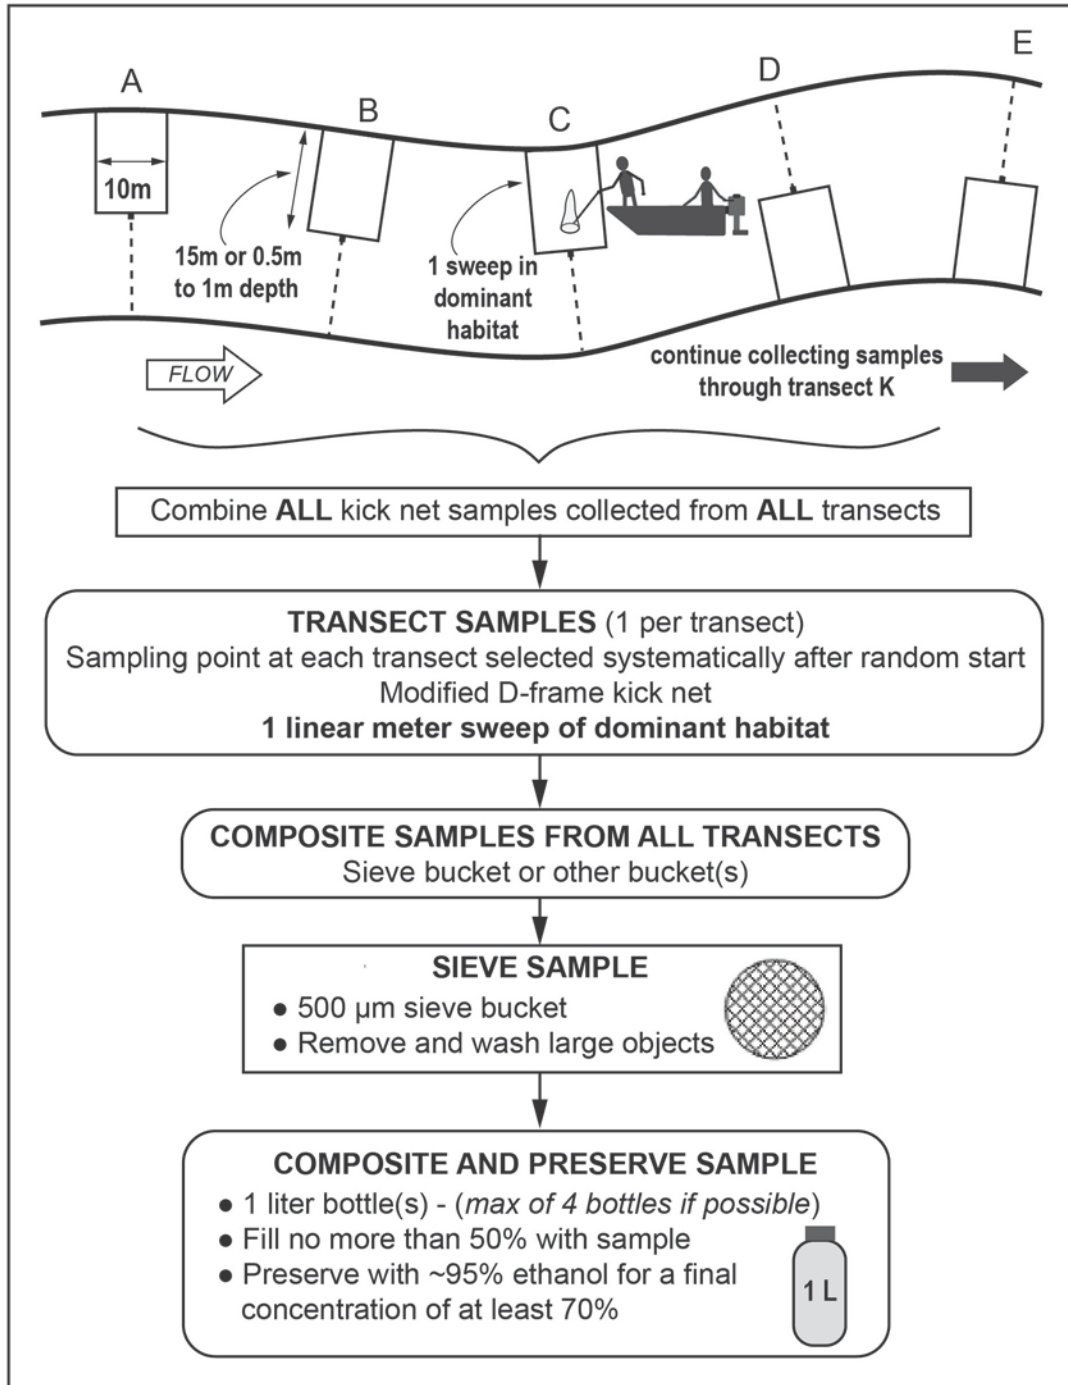 A
B
C
D
E
10m
15m or 0.5m
to 1m depth
1 sweep in
dominant
habitat
FLOW
continue collecting samples
through transect K
Combine ALL kick net samples collected from ALL transects
TRANSECT SAMPLES (1 per transect)
Sampling point at each transect selected systematically after random start
Modified D-frame kick net
1 linear meter sweep of dominant habitat
COMPOSITE SAMPLES FROM ALL TRANSECTS
Sieve bucket or other bucket(s)
SIEVE SAMPLE
● 500 µm sieve bucket
● Remove and wash large objects
COMPOSITE AND PRESERVE SAMPLE
● 1 liter bottle(s) - (max of 4 bottles if possible)
● Fill no more than 50% with sample
● Preserve with ~95% ethanol for a final
concentration of at least 70%
1 L